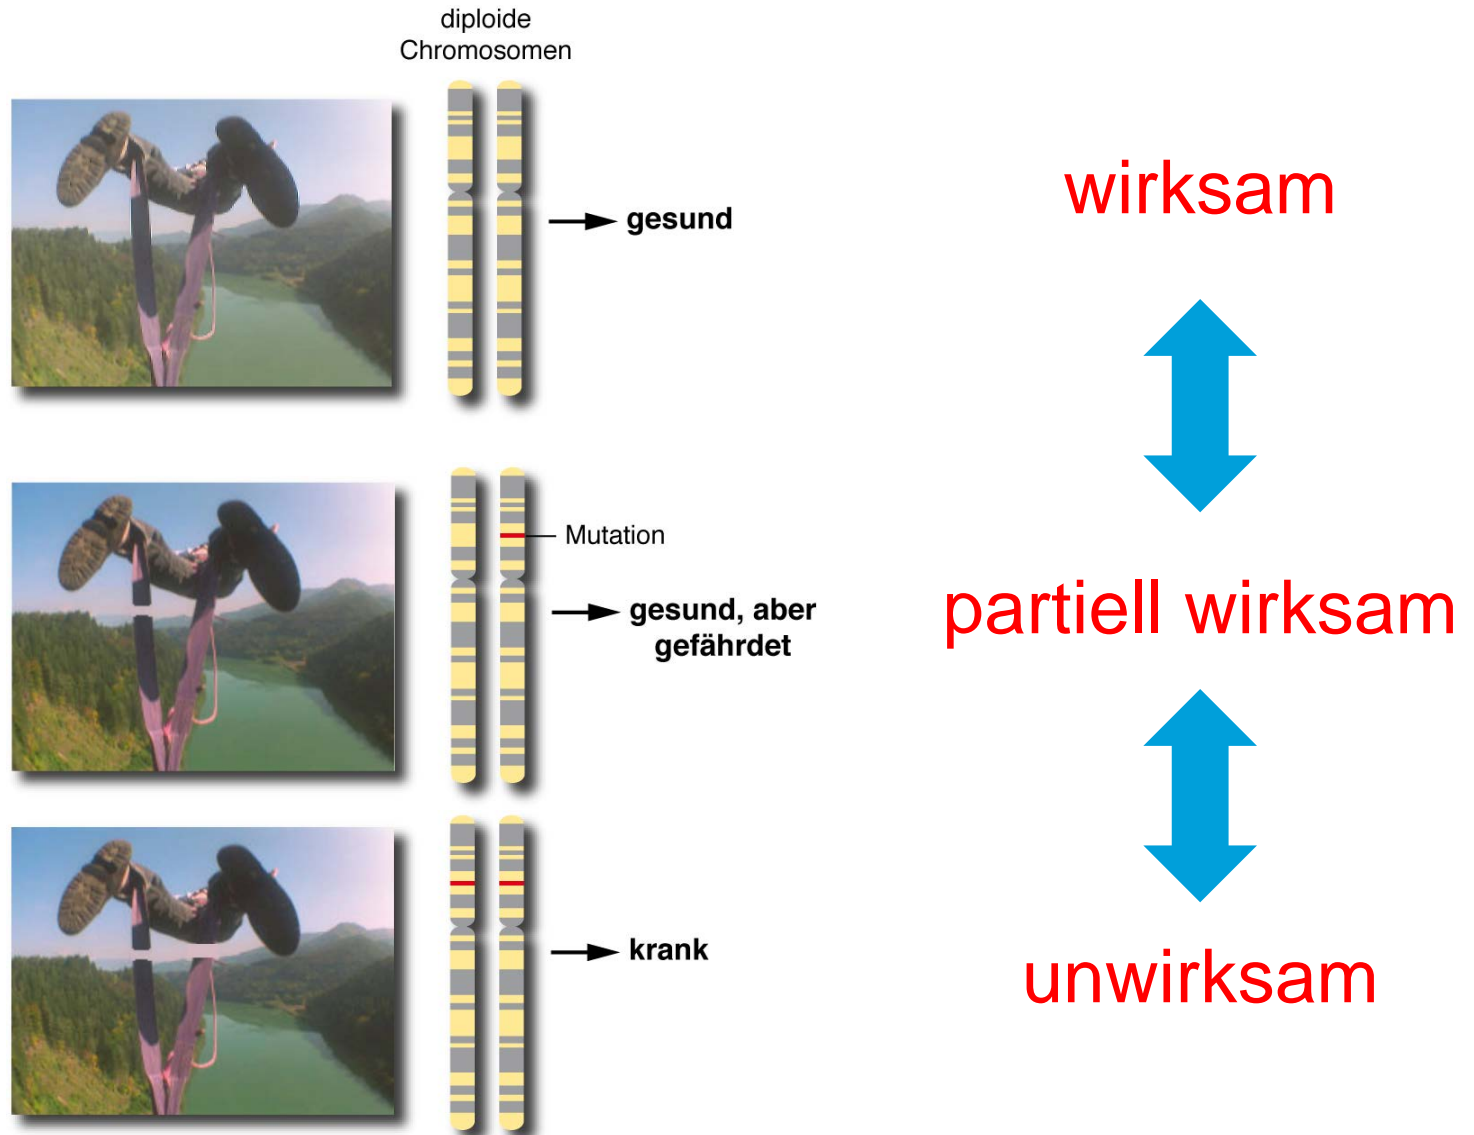 diploide
Chromosomen
gesund
wirksam
Mutation
gesund, aber
gefährdet
partiell wirksam
krank
unwirksam